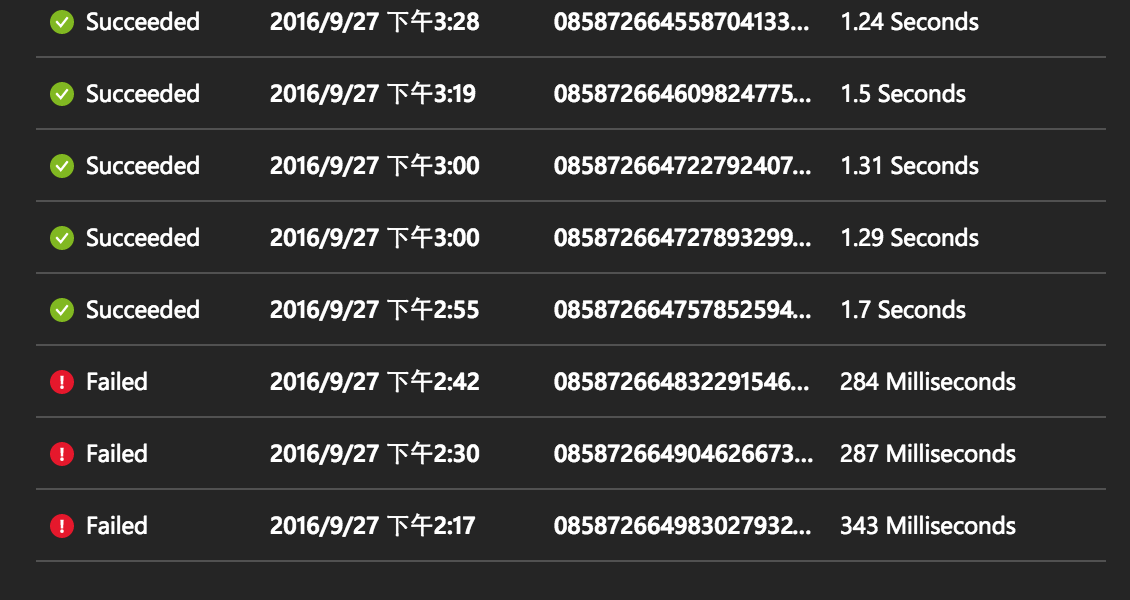 Succeeded 2016/9/27 下午3:28 085872664558704133... 1.24 Seconds
Succeeded 2016/9/27 下午3:19 085872664609824775... 1.5 Seconds
Succeeded 2016/9/27 下午3:00 085872664722792407... 1.31 Seconds
Succeeded 2016/9/27 下午3:00 085872664727893299... 1.29 Seconds
Succeeded 2016/9/27 下午2:55 085872664757852594... 1.7 Seconds
Failed 2016/9/27 下午2:42 085872664832291546... 284 Milliseconds
Failed 2016/9/27 下午2:30 085872664904626673... 287 Milliseconds
Failed 2016/9/27 下午2:17 085872664983027932... 343 Milliseconds